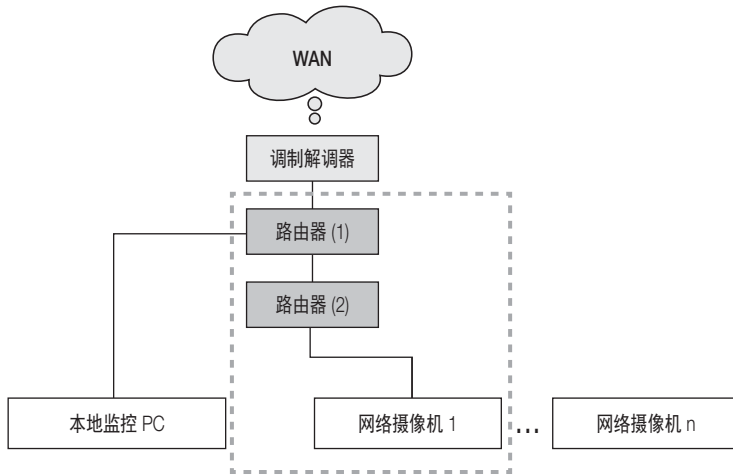 WAN
调制解调器
路由器 (1)
路由器 (2)
本地监控 PC
网络摄像机 1
...
网络摄像机 n